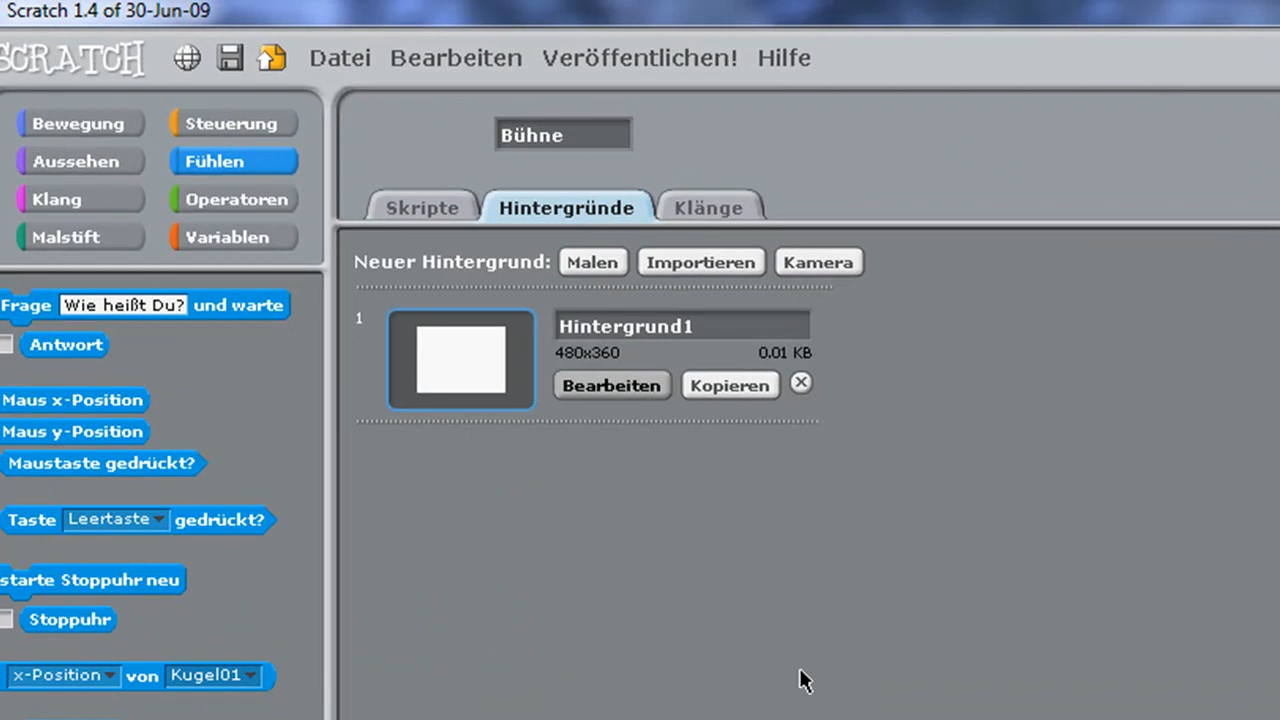 Scratch 1.4 of 30-Jun-09
SCRATCH Datei Bearbeiten Veröffentlichen! Hilfe
Bewegung Steuerung
Aussehen Fühlen
Klang Operatoren
Malstift Variablen
Bühne
Skripte Hintergründe Klänge
Neuer Hintergrund: Malen Importieren Kamera
1
Hintergrund1
480x360 0.01 KB
Bearbeiten Kopieren
Frage Wie heißt Du? und warte
Antwort
Maus x-Position
Maus y-Position
Maustaste gedrückt?
Taste Leertaste gedrückt?
starte Stoppuhr neu
Stoppuhr
x-Position von Kugel01